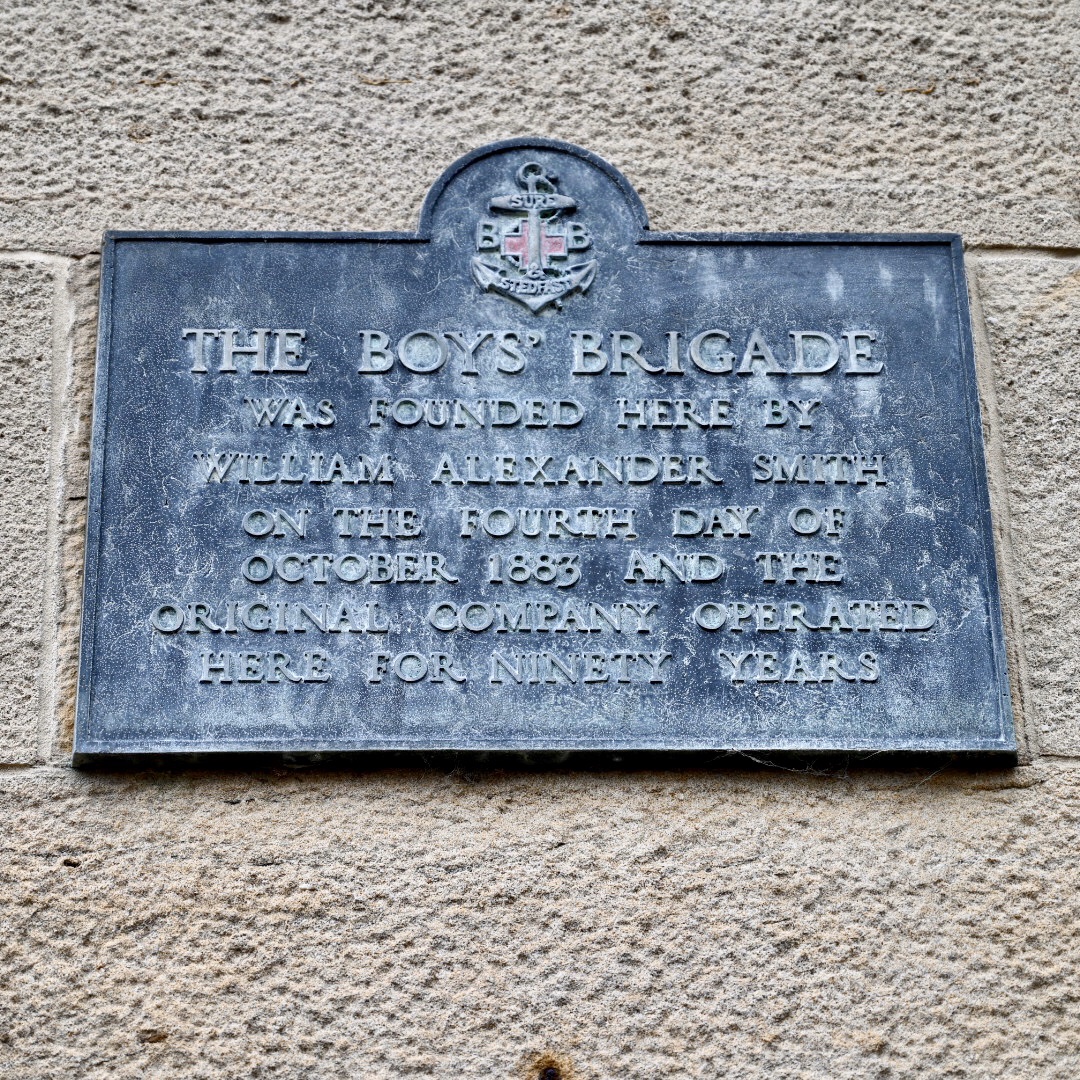 SURE
B B
&
STEDFAST
THE BOYS' BRIGADE
WAS FOUNDED HERE BY
WILLIAM ALEXANDER SMITH
ON THE FOURTH DAY OF
OCTOBER 1883 AND THE
ORIGINAL COMPANY OPERATED
HERE FOR NINETY YEARS